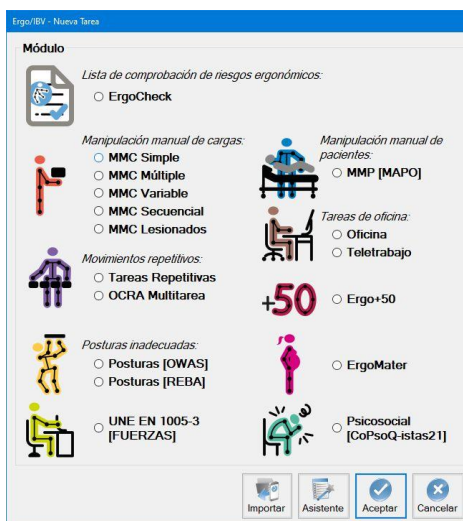 Ergo/IBV - Nueva Tarea
Módulo
Lista de comprobación de riesgos ergonómicos:
ErgoCheck
Manipulación manual de cargas:
MMC Simple
MMC Múltiple
MMC Variable
MMC Secuencial
MMC Lesionados
Movimientos repetitivos:
Tareas Repetitivas
OCRA Multitarea
Posturas inadecuadas:
Posturas [OWAS]
Posturas [REBA]
UNE EN 1005-3
[FUERZAS]
Manipulación manual de
pacientes:
MMP [MAPO]
Tareas de oficina:
Oficina
Teletrabajo
+50
Ergo+50
ErgoMater
Psicosocial
[CoPsoQ-istas21]
Importar
Asistente
Aceptar
Cancelar